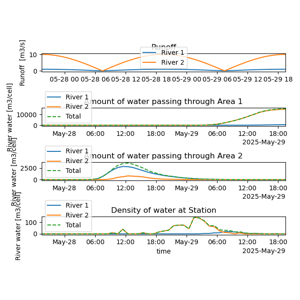 Runoff
Runoff [m3/s]
10
0
River 1
River 2
05-28 00 05-28 06 05-28 12 05-28 18 05-29 00 05-29 06 05-29 12 05-29 18
mount of water passing through Area 1
River water [m3/cell]
10000
0
River 1
River 2
Total
May-28 06:00 12:00 18:00 May-29 06:00 12:00 18:00
2025-May-29
mount of water passing through Area 2
River water [m3/cell]
2500
0
River 1
River 2
Total
May-28 06:00 12:00 18:00 May-29 06:00 12:00 18:00
2025-May-29
Density of water at Station
River water [m3/cell]
100
0
River 1
River 2
Total
May-28 06:00 12:00 18:00 May-29 06:00 12:00 18:00
time
2025-May-29